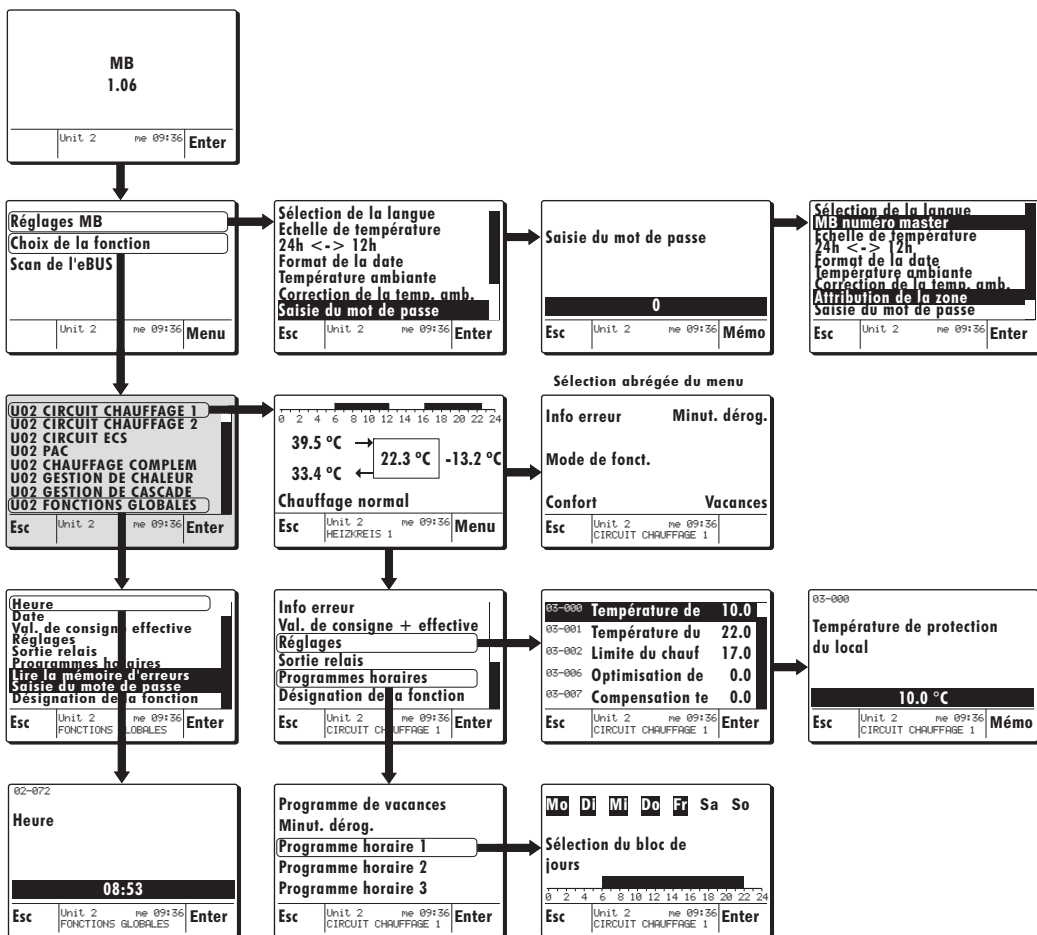 MB
1.06
Unit 2 me 09:36 Enter
Réglages MB
Choix de la fonction
Scan de l'eBUS
Unit 2 me 09:36 Menu
Sélection de la langue
Echelle de température
24h <-> 12h
Format de la date
Température ambiante
Correction de la temp. amb.
Saisie du mot de passe
Esc Unit 2 me 09:36 Enter
Saisie du mot de passe
0
Esc Unit 2 me 09:36 Mémo
Sélection de la langue
MB numéro master
Echelle de température
24h <-> 12h
Format de la date
Température ambiante
Correction de la temp. amb.
Attribution de la zone
Saisie du mot de passe
Esc Unit 2 me 09:36 Enter
U02 CIRCUIT CHAUFFAGE 1
U02 CIRCUIT CHAUFFAGE 2
U02 CIRCUIT ECS
U02 PAC
U02 CHAUFFAGE COMPLEM
U02 GESTION DE CHALEUR
U02 GESTION DE CASCADE
U02 FONCTIONS GLOBALES
Esc Unit 2 me 09:36 Enter
0 2 4 6 8 10 12 14 16 18 20 22 24
39.5 °C
22.3 °C -13.2 °C
33.4 °C
Chauffage normal
Esc Unit 2 me 09:36 Menu
HEIZKREIS 1
Sélection abrégée du menu
Info erreur Minut. dérog.
Mode de fonct.
Confort Vacances
Esc Unit 2 me 09:36
CIRCUIT CHAUFFAGE 1
Heure
Date
Val. de consigne effective
Réglages
Sortie relais
Programmes horaires
Lire la mémoire d'erreurs
Saisie du mote de passe
Désignation de la fonction
Esc Unit 2 me 09:36 Enter
FONCTIONS GLOBALES
Info erreur
Val. de consigne + effective
Réglages
Sortie relais
Programmes horaires
Désignation de la fonction
Esc Unit 2 me 09:36 Enter
CIRCUIT CHAUFFAGE 1
03-000 Température de 10.0
03-001 Température du 22.0
03-002 Limite du chauf 17.0
03-006 Optimisation de 0.0
03-007 Compensation te 0.0
Esc Unit 2 me 09:36 Enter
CIRCUIT CHAUFFAGE 1
03-000
Température de protection
du local
10.0 °C
Esc Unit 2 me 09:36 Mémo
CIRCUIT CHAUFFAGE 1
02-072
Heure
08:53
Esc Unit 2 me 09:36 Enter
FONCTIONS GLOBALES
Programme de vacances
Minut. dérog.
Programme horaire 1
Programme horaire 2
Programme horaire 3
Esc Unit 2 me 09:36 Enter
CIRCUIT CHAUFFAGE 1
Mo Di Mi Do Fr Sa So
Sélection du bloc de
jours
0 2 4 6 8 10 12 14 16 18 20 22 24
Esc Unit 2 me 09:36 Enter
CIRCUIT CHAUFFAGE 1